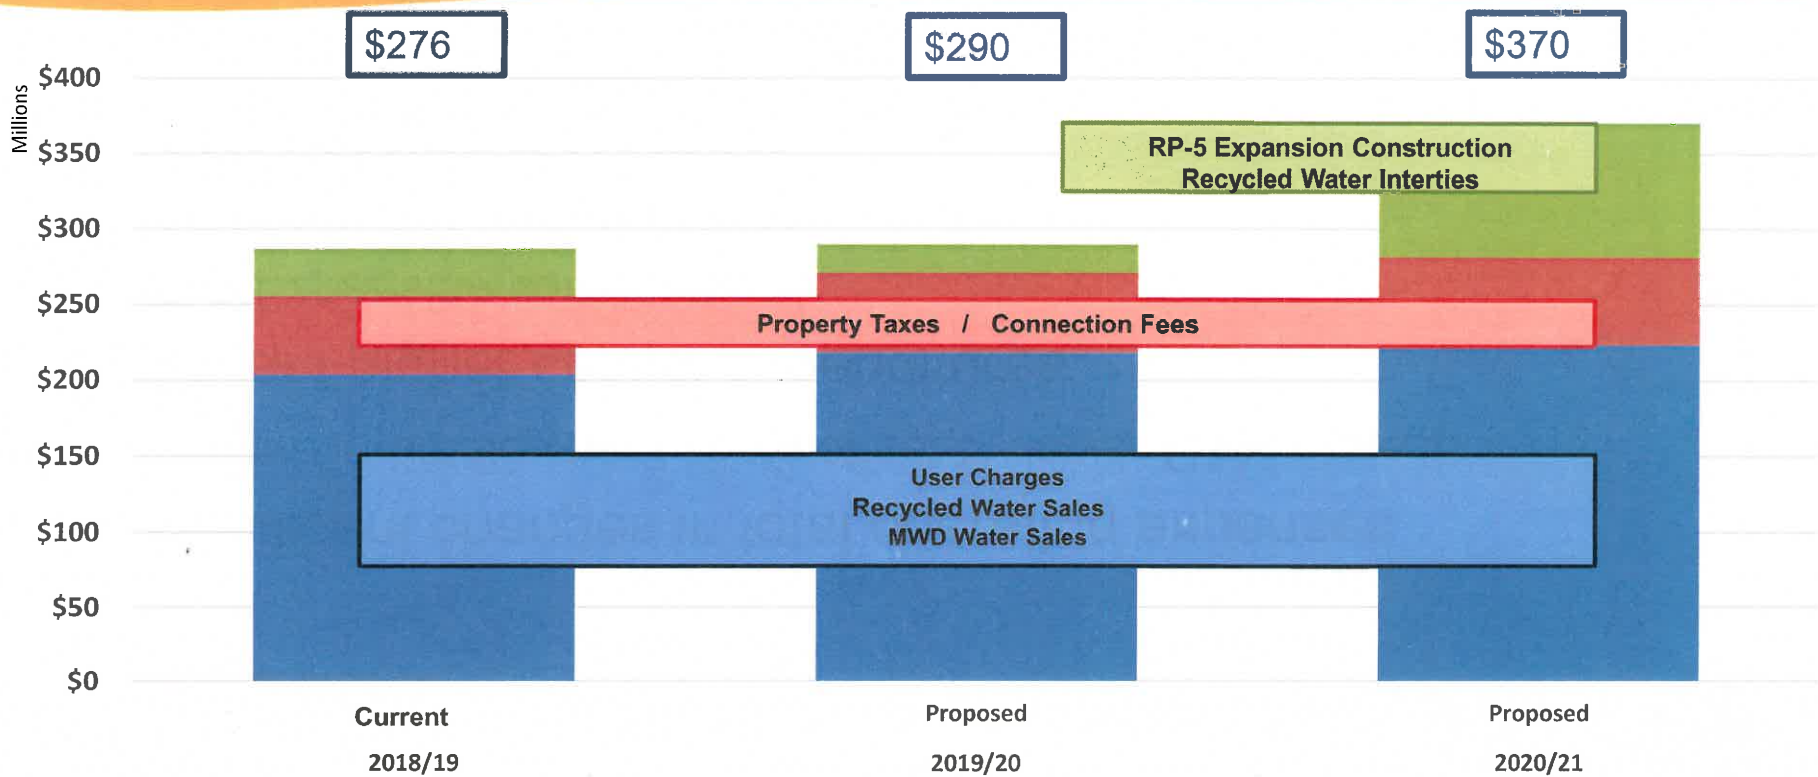 $276
$290
$370
Millions
$400
$350
$300
$250
$200
$150
$100
$50
$0
RP-5 Expansion Construction
Recycled Water Interties
Property Taxes / Connection Fees
User Charges
Recycled Water Sales
MWD Water Sales
Current
2018/19
Proposed
2019/20
Proposed
2020/21